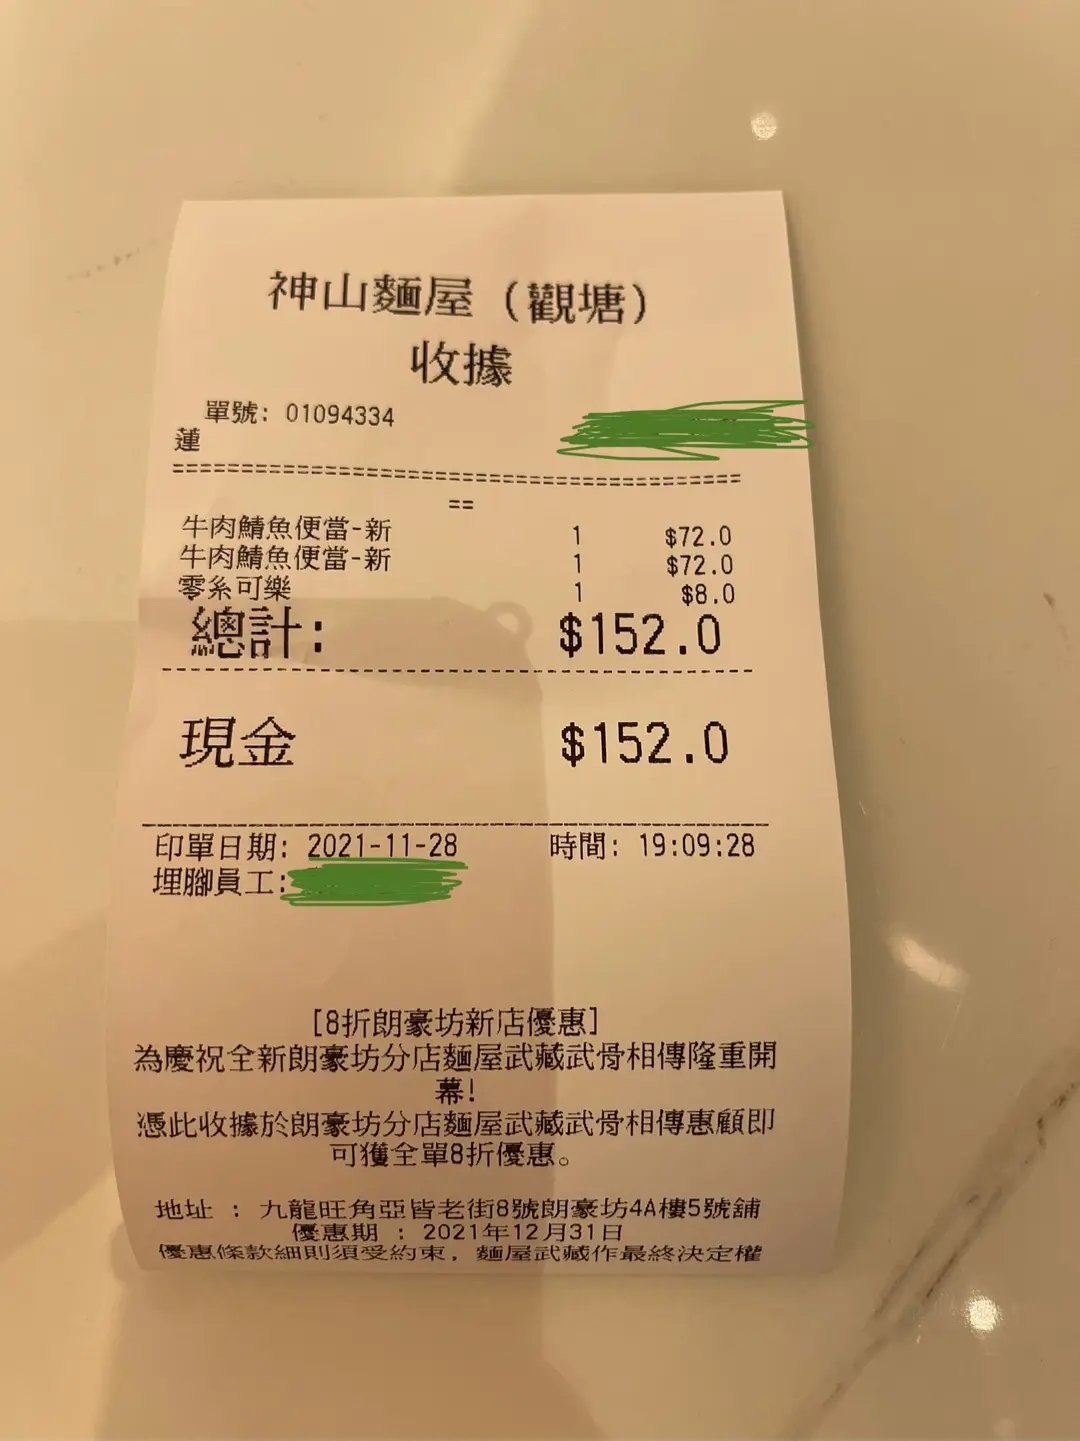 神山麵屋（觀塘）
收據
單號: 01094334
蓮
==========================================
==
牛肉鯖魚便當-新 1 $72.0
牛肉鯖魚便當-新 1 $72.0
零系可樂 1 $8.0
總計: $152.0
現金 $152.0
印單日期: 2021-11-28 時間: 19:09:28
埋腳員工:
[8折朗豪坊新店優惠]
為慶祝全新朗豪坊分店麵屋武藏武骨相傳隆重開
幕!
憑此收據於朗豪坊分店麵屋武藏武骨相傳惠顧即
可獲全單8折優惠。
地址 : 九龍旺角亞皆老街8號朗豪坊4A樓5號舖
優惠期 : 2021年12月31日
優惠條款細則須受約束, 麵屋武藏作最終決定權